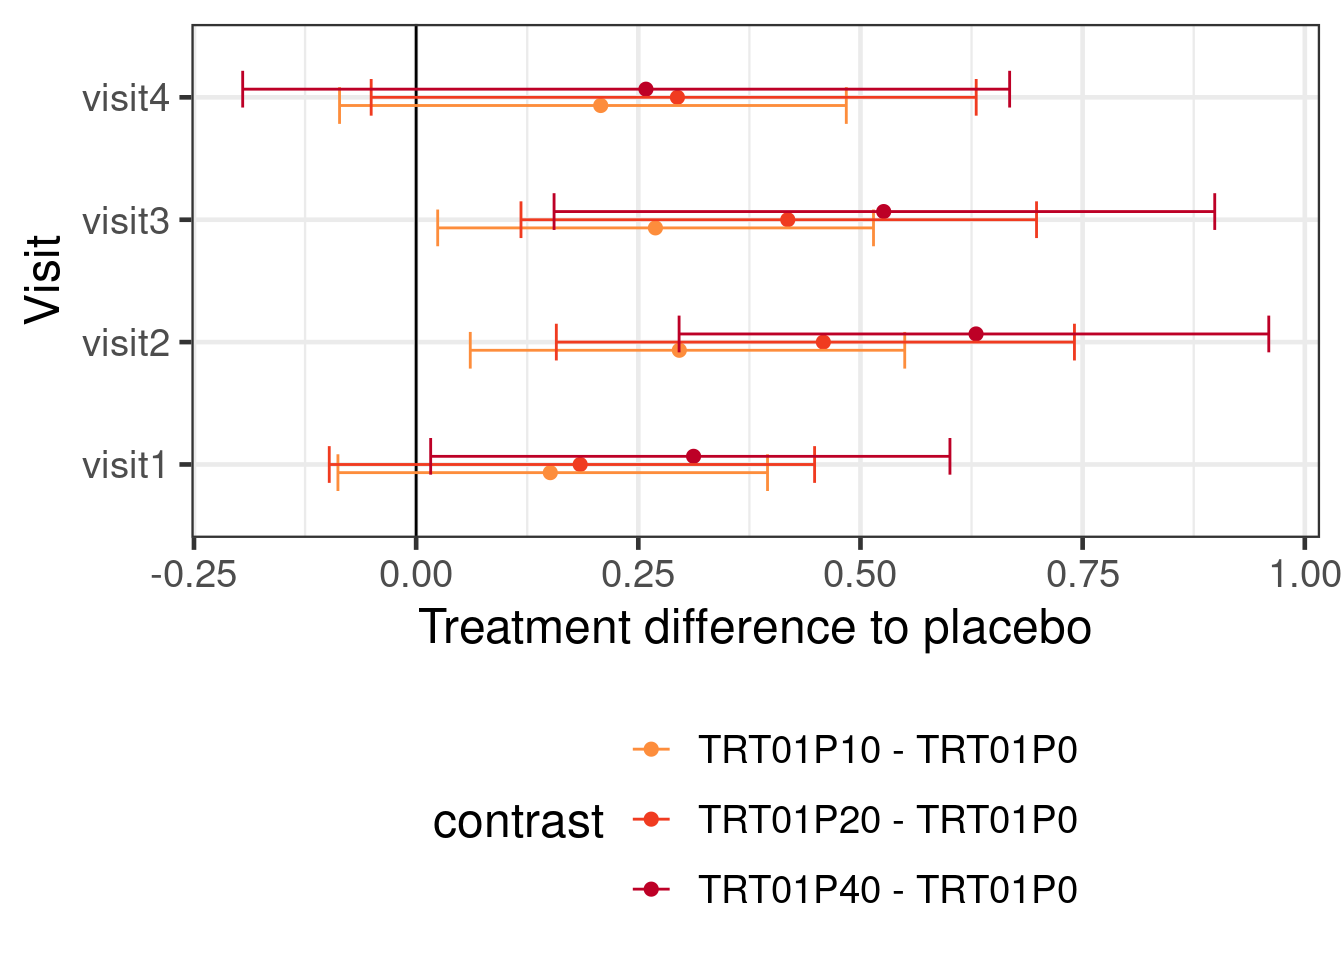 visit4
visit3
visit2
visit1
Visit
-0.25 0.00 0.25 0.50 0.75 1.00
Treatment difference to placebo
contrast
TRT01P10 - TRT01P0
TRT01P20 - TRT01P0
TRT01P40 - TRT01P0